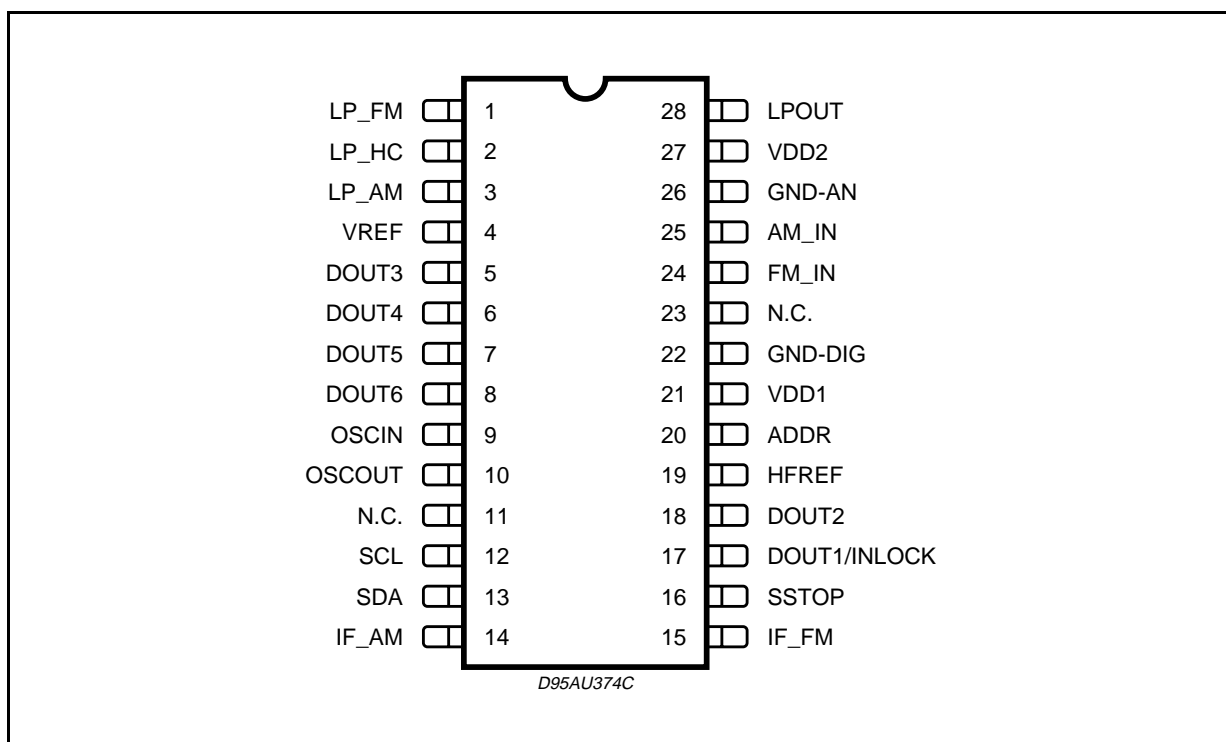 LP_FM 1 28 LPOUT
LP_HC 2 27 VDD2
LP_AM 3 26 GND-AN
VREF 4 25 AM_IN
DOUT3 5 24 FM_IN
DOUT4 6 23 N.C.
DOUT5 7 22 GND-DIG
DOUT6 8 21 VDD1
OSCIN 9 20 ADDR
OSCOUT 10 19 HFREF
N.C. 11 18 DOUT2
SCL 12 17 DOUT1/INLOCK
SDA 13 16 SSTOP
IF_AM 14 15 IF_FM
D95AU374C